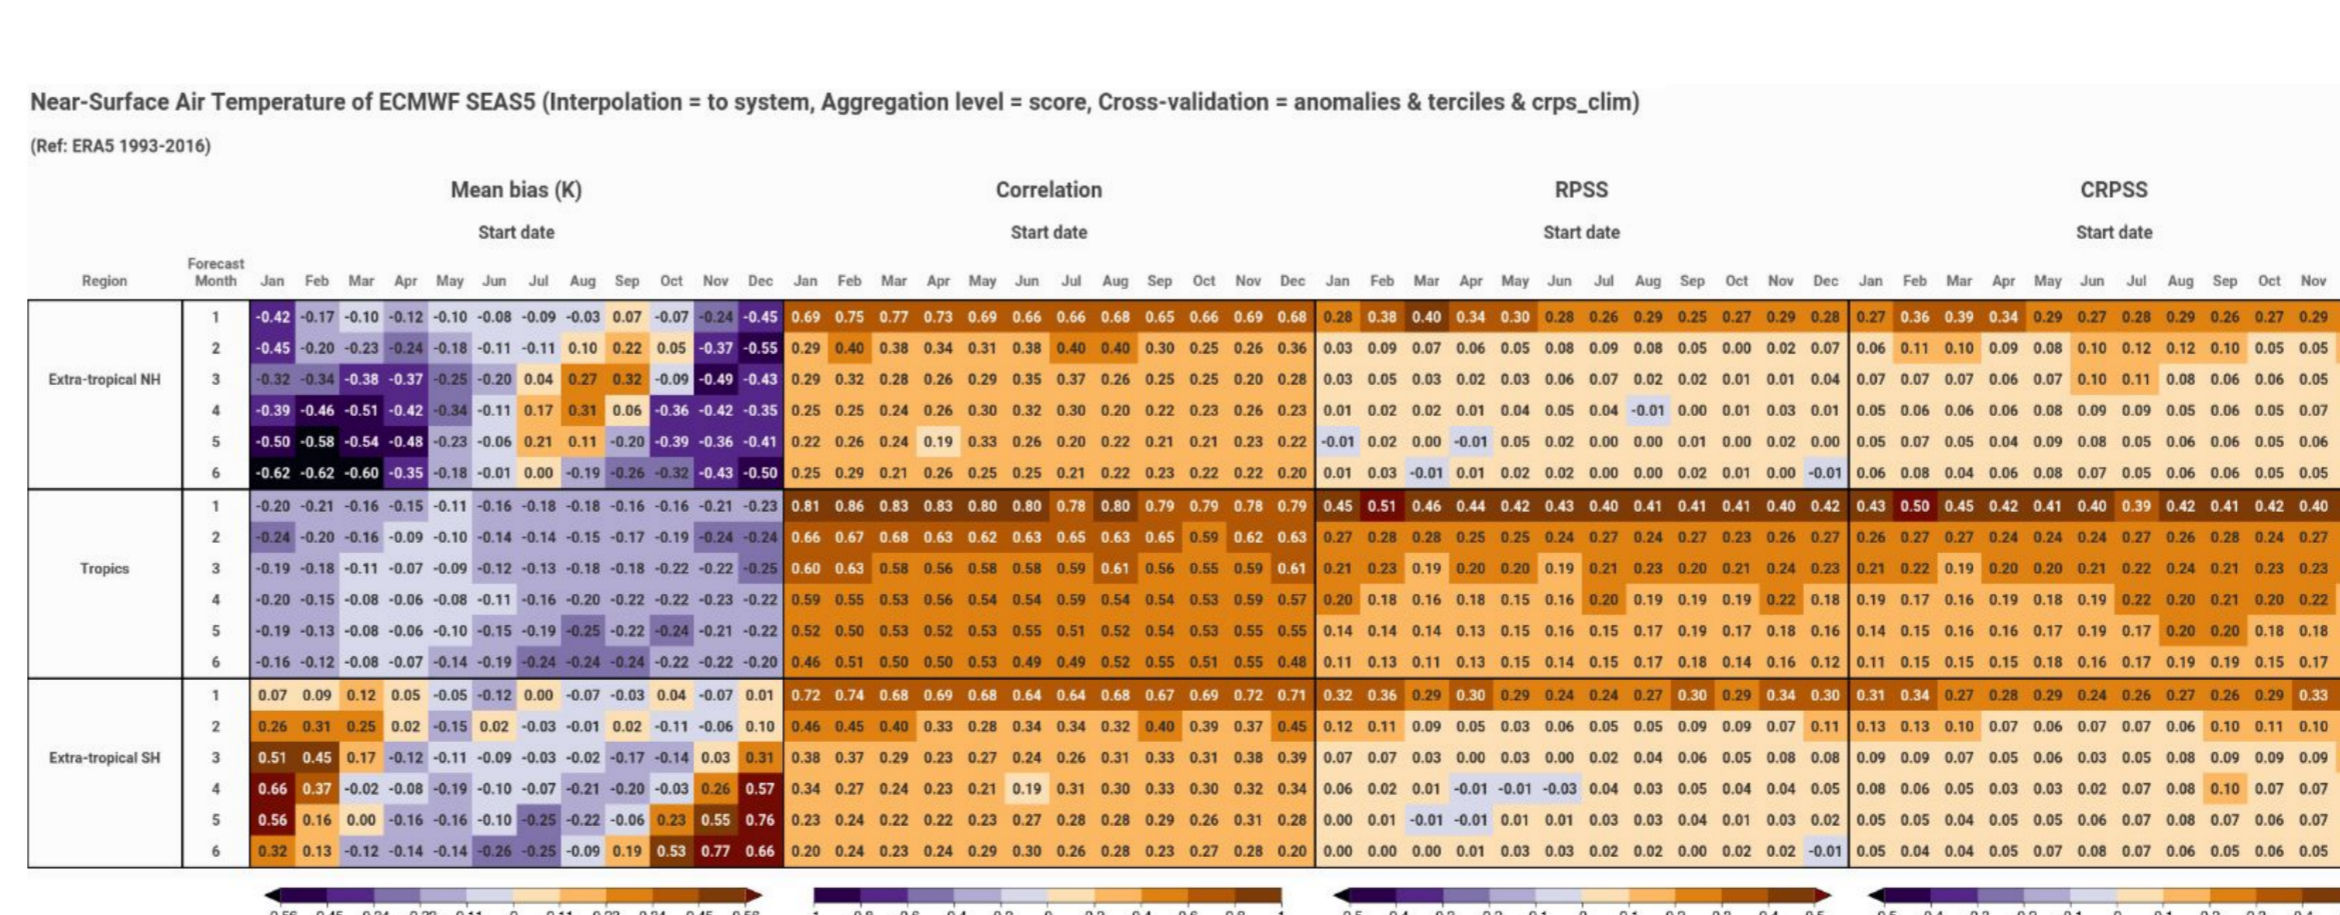 Near-Surface Air Temperature of ECMWF SEAS5 (Interpolation = to system, Aggregation level = score, Cross-validation = anomalies & terciles & crps_clim)
(Ref: ERA5 1993-2016)
Mean bias (K) Correlation RPSS CRPSS
Start date Start date Start date Start date
Region Forecast Month Jan Feb Mar Apr May Jun Jul Aug Sep Oct Nov Dec Jan Feb Mar Apr May Jun Jul Aug Sep Oct Nov Dec Jan Feb Mar Apr May Jun Jul Aug Sep Oct Nov Dec Jan Feb Mar Apr May Jun Jul Aug Sep Oct Nov
1 -0.42 -0.17 -0.10 -0.12 -0.10 -0.08 -0.09 -0.03 0.07 -0.07 -0.24 -0.45 0.69 0.75 0.77 0.73 0.69 0.66 0.66 0.68 0.65 0.66 0.69 0.68 0.28 0.38 0.40 0.34 0.30 0.28 0.26 0.29 0.25 0.27 0.29 0.28 0.27 0.36 0.39 0.34 0.29 0.27 0.28 0.29 0.26 0.27 0.29
2 -0.45 -0.20 -0.23 -0.24 -0.18 -0.11 -0.11 0.10 0.22 0.05 -0.37 -0.55 0.29 0.40 0.38 0.34 0.31 0.38 0.40 0.40 0.30 0.25 0.26 0.36 0.03 0.09 0.07 0.06 0.05 0.08 0.09 0.08 0.05 0.00 0.02 0.07 0.06 0.11 0.10 0.09 0.08 0.10 0.12 0.12 0.10 0.05 0.05
Extra-tropical NH 3 -0.32 -0.34 -0.38 -0.37 -0.25 -0.20 0.04 0.27 0.32 -0.09 -0.49 -0.43 0.29 0.32 0.28 0.26 0.29 0.35 0.37 0.26 0.25 0.25 0.20 0.28 0.03 0.05 0.03 0.02 0.03 0.06 0.07 0.02 0.02 0.01 0.01 0.04 0.07 0.07 0.07 0.06 0.07 0.10 0.11 0.08 0.06 0.06 0.05
4 -0.39 -0.46 -0.51 -0.42 -0.34 -0.11 0.17 0.31 0.06 -0.36 -0.42 -0.35 0.25 0.25 0.24 0.26 0.30 0.32 0.30 0.20 0.22 0.23 0.26 0.23 0.01 0.02 0.02 0.01 0.04 0.05 0.04 -0.01 0.00 0.01 0.03 0.01 0.05 0.06 0.06 0.06 0.08 0.09 0.09 0.05 0.06 0.05 0.07
5 -0.50 -0.58 -0.54 -0.48 -0.23 -0.06 0.21 0.11 -0.20 -0.39 -0.36 -0.41 0.22 0.26 0.24 0.19 0.33 0.26 0.20 0.22 0.21 0.21 0.23 0.22 -0.01 0.02 0.00 -0.01 0.05 0.02 0.00 0.00 0.01 0.00 0.02 0.00 0.05 0.07 0.05 0.04 0.09 0.08 0.05 0.06 0.06 0.05 0.06
6 -0.62 -0.62 -0.60 -0.35 -0.18 -0.01 0.00 -0.19 -0.26 -0.32 -0.43 -0.50 0.25 0.29 0.21 0.26 0.25 0.25 0.21 0.22 0.23 0.22 0.22 0.20 0.01 0.03 -0.01 0.01 0.02 0.02 0.00 0.00 0.02 0.01 0.00 -0.01 0.06 0.08 0.04 0.06 0.08 0.07 0.05 0.06 0.06 0.05 0.05
1 -0.20 -0.21 -0.16 -0.15 -0.11 -0.16 -0.18 -0.18 -0.16 -0.16 -0.21 -0.23 0.81 0.86 0.83 0.83 0.80 0.80 0.78 0.80 0.79 0.79 0.78 0.79 0.45 0.51 0.46 0.44 0.42 0.43 0.40 0.41 0.41 0.41 0.40 0.42 0.43 0.50 0.45 0.42 0.41 0.40 0.39 0.42 0.41 0.42 0.40
2 -0.24 -0.20 -0.16 -0.09 -0.10 -0.14 -0.14 -0.15 -0.17 -0.19 -0.24 -0.24 0.66 0.67 0.68 0.63 0.62 0.63 0.65 0.63 0.65 0.59 0.62 0.63 0.27 0.28 0.28 0.25 0.25 0.24 0.27 0.24 0.27 0.23 0.26 0.27 0.26 0.27 0.27 0.24 0.24 0.24 0.27 0.26 0.28 0.24 0.27
Tropics 3 -0.19 -0.18 -0.11 -0.07 -0.09 -0.12 -0.13 -0.18 -0.18 -0.22 -0.22 -0.25 0.60 0.63 0.58 0.56 0.58 0.58 0.59 0.61 0.56 0.55 0.59 0.61 0.21 0.23 0.19 0.20 0.20 0.19 0.21 0.23 0.20 0.21 0.24 0.23 0.21 0.22 0.19 0.20 0.20 0.21 0.22 0.24 0.21 0.23 0.23
4 -0.20 -0.15 -0.08 -0.06 -0.08 -0.11 -0.16 -0.20 -0.22 -0.22 -0.23 -0.22 0.59 0.55 0.53 0.56 0.54 0.54 0.59 0.54 0.54 0.53 0.59 0.57 0.20 0.18 0.16 0.18 0.15 0.16 0.20 0.19 0.19 0.19 0.22 0.18 0.19 0.17 0.16 0.19 0.18 0.19 0.22 0.20 0.21 0.20 0.22
5 -0.19 -0.13 -0.08 -0.06 -0.10 -0.15 -0.19 -0.25 -0.22 -0.24 -0.21 -0.22 0.52 0.50 0.53 0.52 0.53 0.55 0.51 0.52 0.54 0.53 0.55 0.55 0.14 0.14 0.14 0.13 0.15 0.16 0.15 0.17 0.19 0.17 0.18 0.16 0.14 0.15 0.16 0.16 0.17 0.19 0.17 0.20 0.20 0.18 0.18
6 -0.16 -0.12 -0.08 -0.07 -0.14 -0.19 -0.24 -0.24 -0.24 -0.22 -0.22 -0.20 0.46 0.51 0.50 0.50 0.53 0.49 0.49 0.52 0.55 0.51 0.55 0.48 0.11 0.13 0.11 0.13 0.15 0.14 0.15 0.17 0.18 0.14 0.16 0.12 0.11 0.15 0.15 0.15 0.18 0.16 0.17 0.19 0.19 0.15 0.17
1 0.07 0.09 0.12 0.05 -0.05 -0.12 0.00 -0.07 -0.03 0.04 -0.07 0.01 0.72 0.74 0.68 0.69 0.68 0.64 0.64 0.68 0.67 0.69 0.72 0.71 0.32 0.36 0.29 0.30 0.29 0.24 0.24 0.27 0.30 0.29 0.34 0.30 0.31 0.34 0.27 0.28 0.29 0.24 0.26 0.27 0.26 0.29 0.33
2 0.26 0.31 0.25 0.02 -0.15 0.02 -0.03 -0.01 0.02 -0.11 -0.06 0.10 0.46 0.45 0.40 0.33 0.28 0.34 0.34 0.32 0.40 0.39 0.37 0.45 0.12 0.11 0.09 0.05 0.03 0.06 0.05 0.05 0.09 0.09 0.07 0.11 0.13 0.13 0.10 0.07 0.06 0.07 0.07 0.06 0.10 0.11 0.10
Extra-tropical SH 3 0.51 0.45 0.17 -0.12 -0.11 -0.09 -0.03 -0.02 -0.17 -0.14 0.03 0.31 0.38 0.37 0.29 0.23 0.27 0.24 0.26 0.31 0.33 0.31 0.38 0.39 0.07 0.07 0.03 0.00 0.03 0.00 0.02 0.04 0.06 0.05 0.08 0.08 0.09 0.09 0.07 0.05 0.06 0.03 0.05 0.08 0.09 0.09 0.09
4 0.66 0.37 -0.02 -0.08 -0.19 -0.10 -0.07 -0.21 -0.20 -0.03 0.26 0.57 0.34 0.27 0.24 0.23 0.21 0.19 0.31 0.30 0.33 0.30 0.32 0.34 0.06 0.02 0.01 -0.01 -0.01 -0.03 0.04 0.03 0.05 0.04 0.04 0.05 0.08 0.06 0.05 0.03 0.03 0.02 0.07 0.08 0.10 0.07 0.07
5 0.56 0.16 0.00 -0.16 -0.16 -0.10 -0.25 -0.22 -0.06 0.23 0.55 0.76 0.23 0.24 0.22 0.22 0.23 0.27 0.28 0.28 0.29 0.26 0.31 0.28 0.00 0.01 -0.01 -0.01 0.01 0.01 0.03 0.03 0.04 0.01 0.03 0.02 0.05 0.05 0.04 0.05 0.05 0.06 0.07 0.08 0.07 0.06 0.07
6 0.32 0.13 -0.12 -0.14 -0.14 -0.26 -0.25 -0.09 0.19 0.53 0.77 0.66 0.20 0.24 0.23 0.24 0.29 0.30 0.26 0.28 0.23 0.27 0.28 0.20 0.00 0.00 0.00 0.01 0.03 0.03 0.02 0.02 0.00 0.02 0.02 -0.01 0.05 0.04 0.04 0.05 0.07 0.08 0.07 0.06 0.05 0.06 0.05